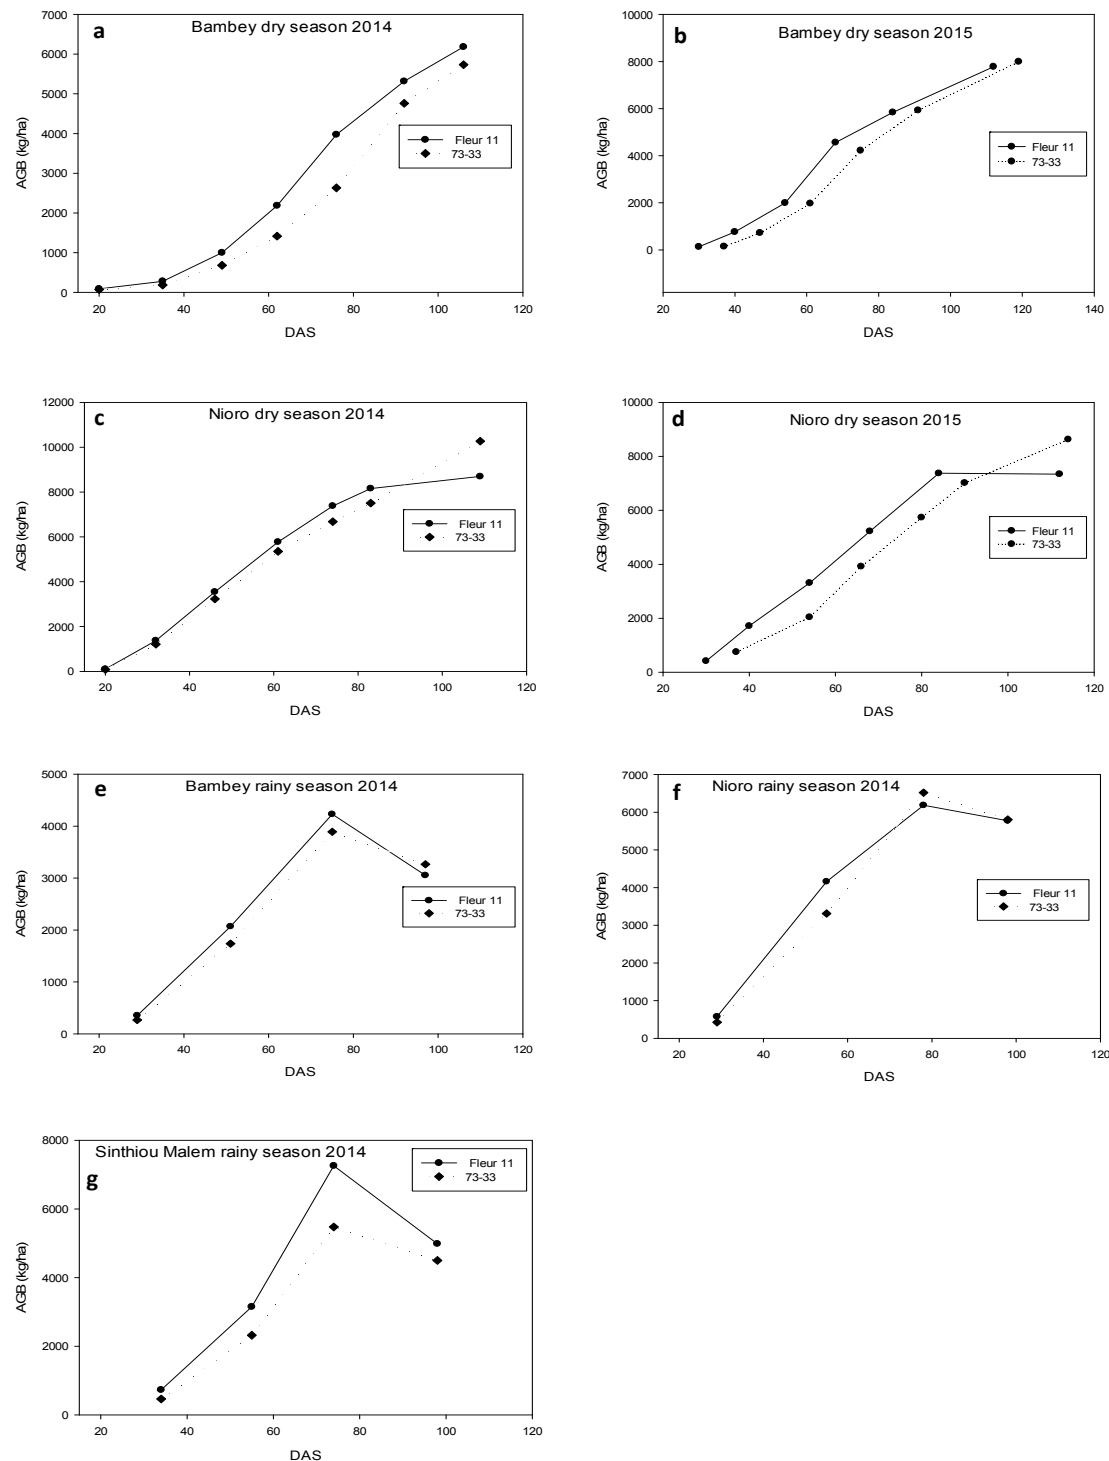 a
Bambey dry season 2014
7000
6000
5000
4000
3000
2000
1000
0
AGB (kg/ha)
Fleur 11
73-33
20 40 60 80 100 120
DAS
b
Bambey dry season 2015
10000
8000
6000
4000
2000
0
AGB (kg/ha)
Fleur 11
73-33
20 40 60 80 100 120 140
DAS
c
Nioro dry season 2014
12000
10000
8000
6000
4000
2000
0
AGB (kg/ha)
Fleur 11
73-33
20 40 60 80 100 120
DAS
d
Nioro dry season 2015
10000
8000
6000
4000
2000
0
AGB (kg/ha)
Fleur 11
73-33
20 40 60 80 100 120
DAS
e
Bambey rainy season 2014
5000
4000
3000
2000
1000
0
AGB (kg/ha)
Fleur 11
73-33
20 40 60 80 100 120
DAS
f
Nioro rainy season 2014
7000
6000
5000
4000
3000
2000
1000
0
AGB (kg/ha)
Fleur 11
73-33
20 40 60 80 100 120
DAS
Sinthiou Malem rainy season 2014
g
8000
6000
4000
2000
0
AGB (kg/ha)
Fleur 11
73-33
20 40 60 80 100 120
DAS